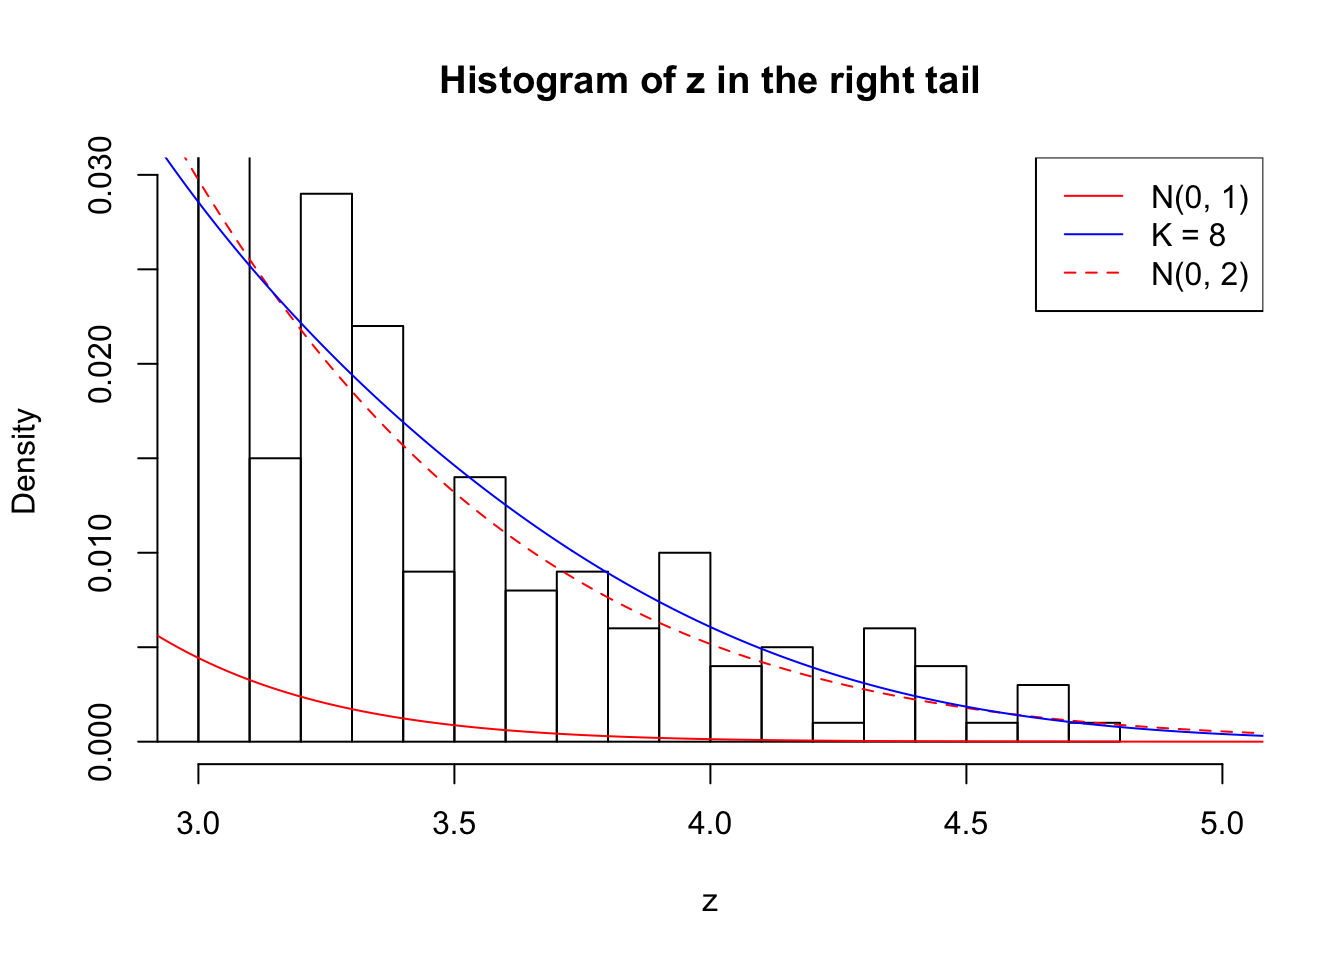 Histogram of z in the right tail
N(0, 1)
K = 8
N(0, 2)
Density
0.030
0.020
0.010
0.000
3.0 3.5 4.0 4.5 5.0
z